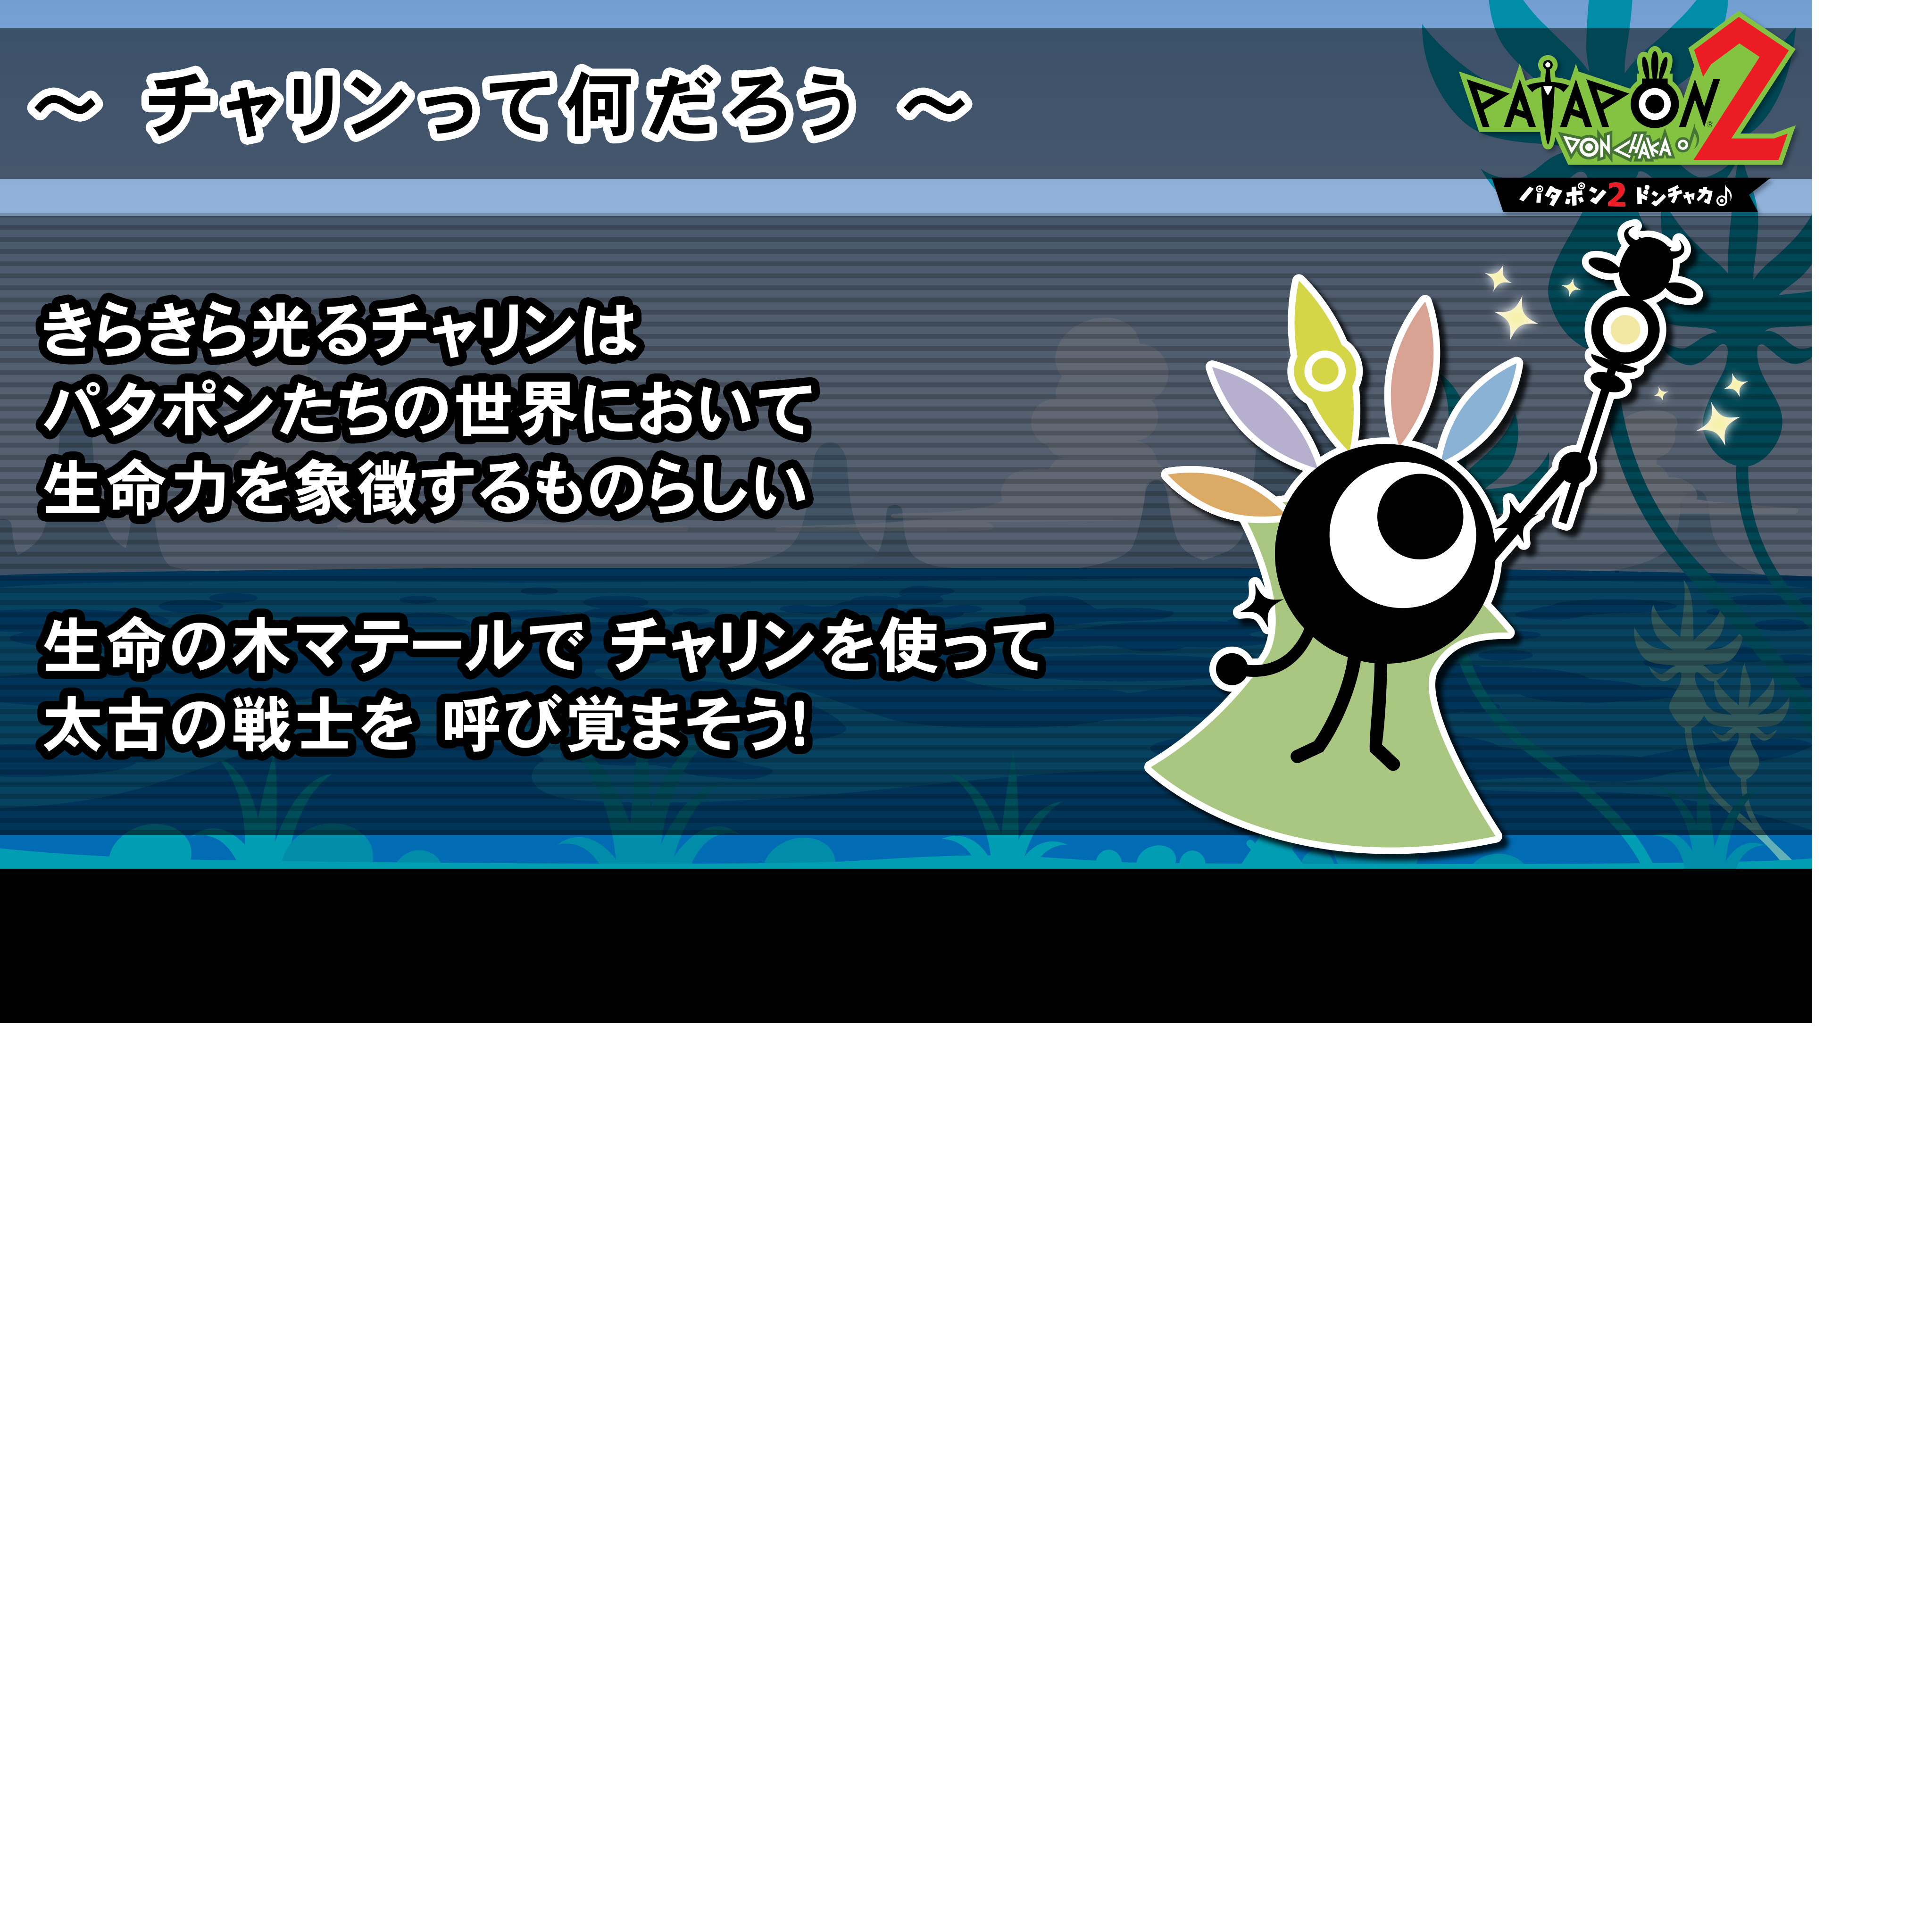 ～ チャリンって何だろう ～
PATAPON 2
DON CHAKA♪
パタポン2 ドンチャカ♪
きらきら光るチャリンは
パタポンたちの世界において
生命力を象徴するものらしい
生命の木マテールで チャリンを使って
太古の戦士を 呼び覚まそう!